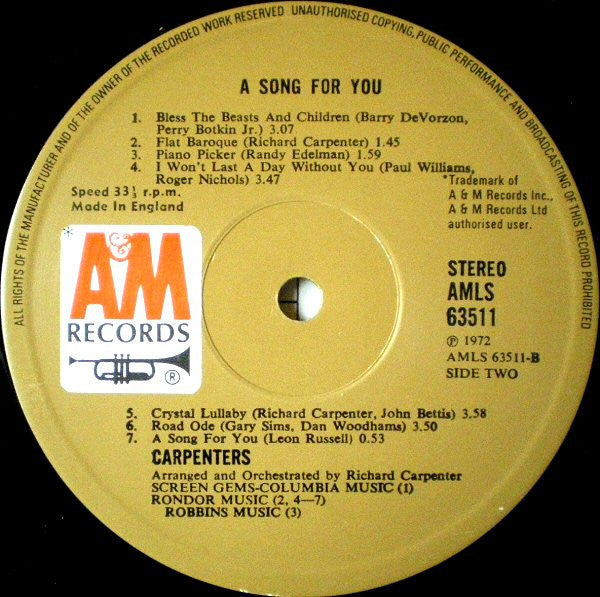 ALL RIGHTS OF THE MANUFACTURER AND OF THE OWNER OF THE RECORDED WORK RESERVED UNAUTHORISED COPYING, PUBLIC PERFORMANCE AND BROADCASTING OF THIS RECORD PROHIBITED
A SONG FOR YOU
1. Bless The Beasts And Children (Barry DeVorzon,
Perry Botkin Jr.) 3.07
2. Flat Baroque (Richard Carpenter) 1.45
3. Piano Picker (Randy Edelman) 1.59
4. I Won't Last A Day Without You (Paul Williams,
Roger Nichols) 3.47
Speed 33⅓ r.p.m.
Made In England
*Trademark of
A & M Records Inc.,
A & M Records Ltd
authorised user.
*
A&M
RECORDS
®
STEREO
AMLS
63511
℗ 1972
AMLS 63511-B
SIDE TWO
5. Crystal Lullaby (Richard Carpenter, John Bettis) 3.58
6. Road Ode (Gary Sims, Dan Woodhams) 3.50
7. A Song For You (Leon Russell) 0.53
CARPENTERS
Arranged and Orchestrated by Richard Carpenter
SCREEN GEMS-COLUMBIA MUSIC (1)
RONDOR MUSIC (2, 4—7)
ROBBINS MUSIC (3)